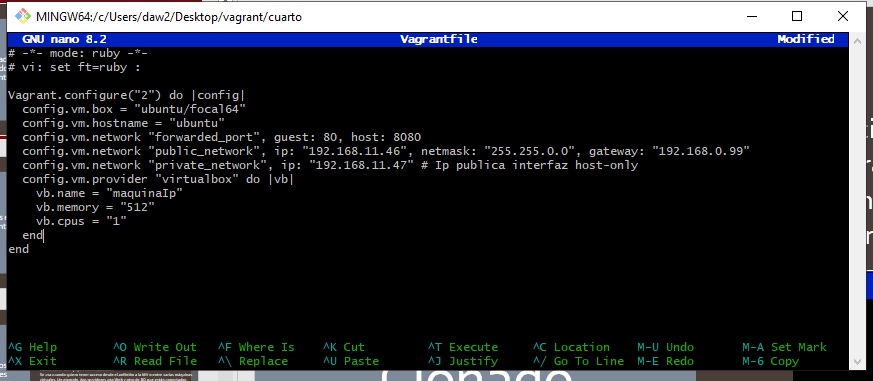 MINGW64:/c/Users/daw2/Desktop/vagrant/cuarto
GNU nano 8.2 Vagrantfile Modified
# -*- mode: ruby -*-
# vi: set ft=ruby :
Vagrant.configure("2") do |config|
config.vm.box = "ubuntu/focal64"
config.vm.hostname = "ubuntu"
config.vm.network "forwarded_port", guest: 80, host: 8080
config.vm.network "public_network", ip: "192.168.11.46", netmask: "255.255.0.0", gateway: "192.168.0.99"
config.vm.network "private_network", ip: "192.168.11.47" # Ip publica interfaz host-only
config.vm.provider "virtualbox" do |vb|
vb.name = "maquinaIp"
vb.memory = "512"
vb.cpus = "1"
end
end
^G Help ^O Write Out ^F Where Is ^K Cut ^T Execute ^C Location M-U Undo M-A Set Mark
^X Exit ^R Read File ^\ Replace ^U Paste ^J Justify ^/ Go To Line M-E Redo M-6 Copy
Clonado